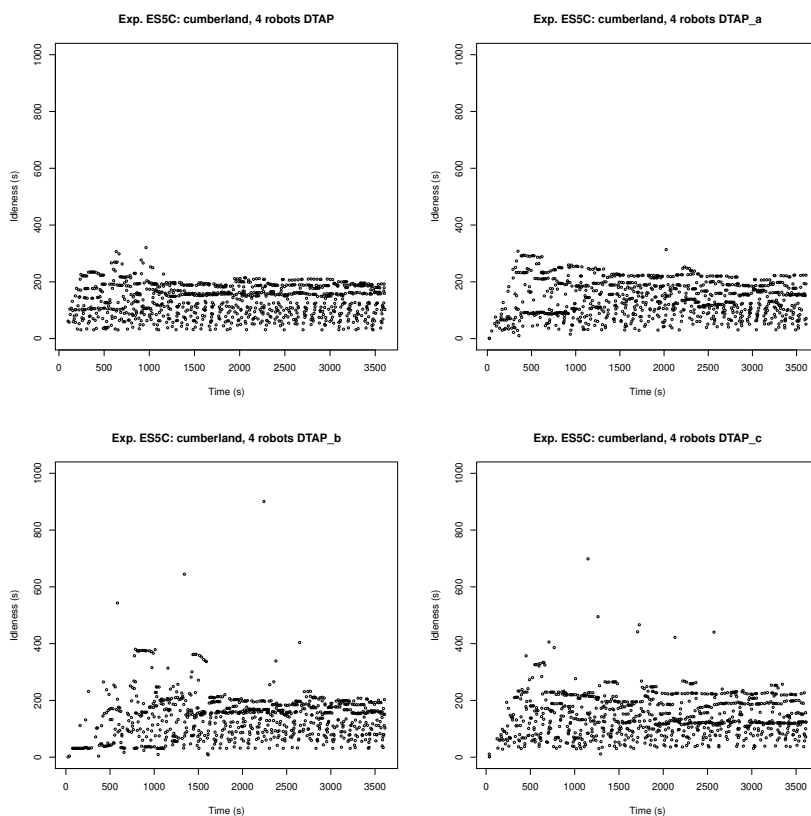 Exp. ES5C: cumberland, 4 robots DTAP
Idleness (s)
1000
800
600
400
200
0
0 500 1000 1500 2000 2500 3000 3500
Time (s)
Exp. ES5C: cumberland, 4 robots DTAP_a
Idleness (s)
1000
800
600
400
200
0
0 500 1000 1500 2000 2500 3000 3500
Time (s)
Exp. ES5C: cumberland, 4 robots DTAP_b
Idleness (s)
1000
800
600
400
200
0
0 500 1000 1500 2000 2500 3000 3500
Time (s)
Exp. ES5C: cumberland, 4 robots DTAP_c
Idleness (s)
1000
800
600
400
200
0
0 500 1000 1500 2000 2500 3000 3500
Time (s)